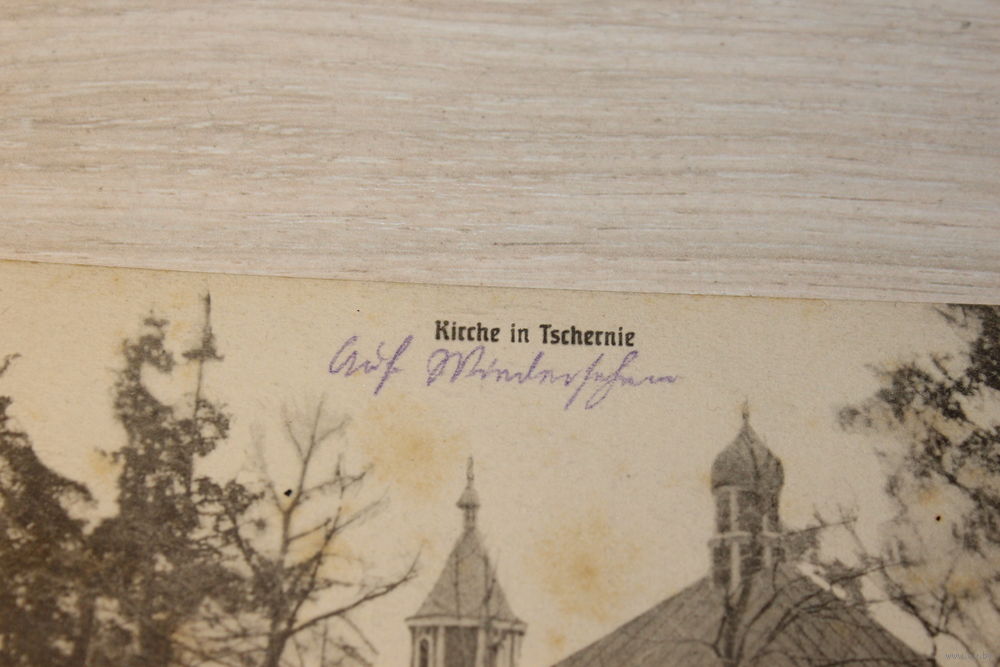 Kirche in Tschernie
Auf Wiedersehen